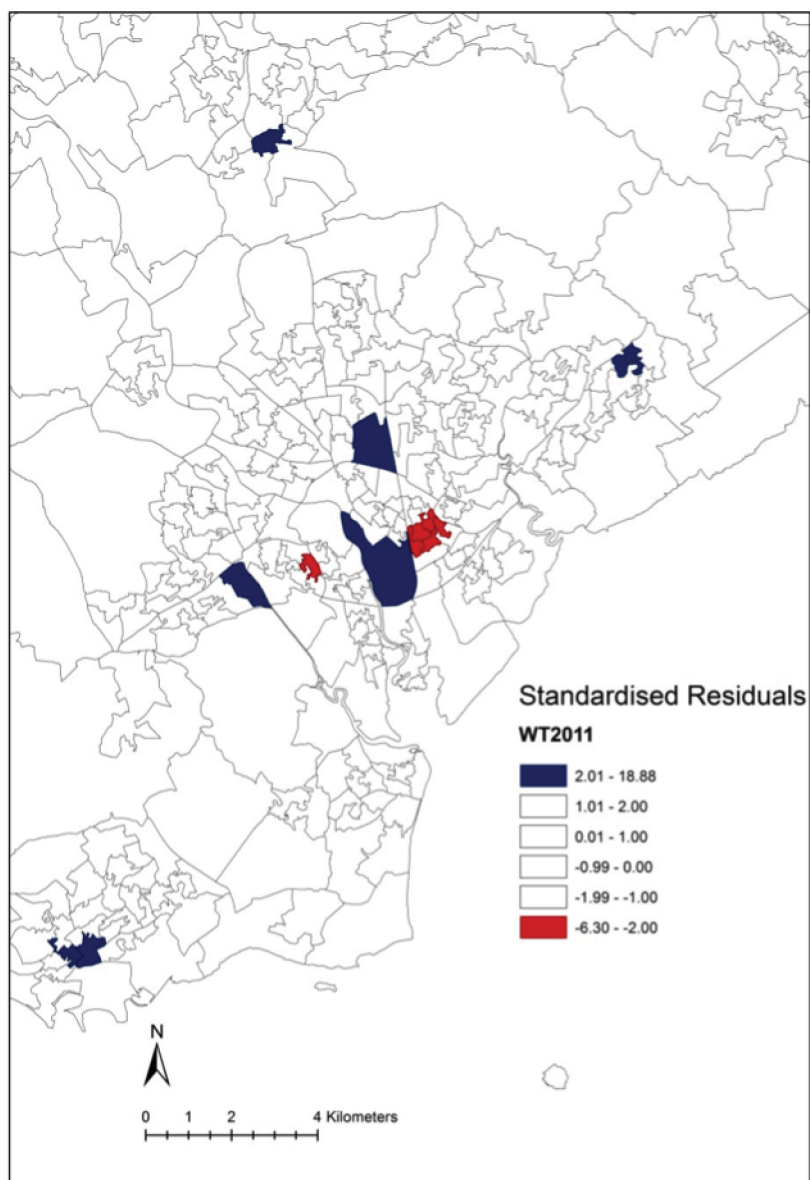 Standardised Residuals
WT2011
2.01 - 18.88
1.01 - 2.00
0.01 - 1.00
-0.99 - 0.00
-1.99 - -1.00
-6.30 - -2.00
N
0 1 2 4 Kilometers